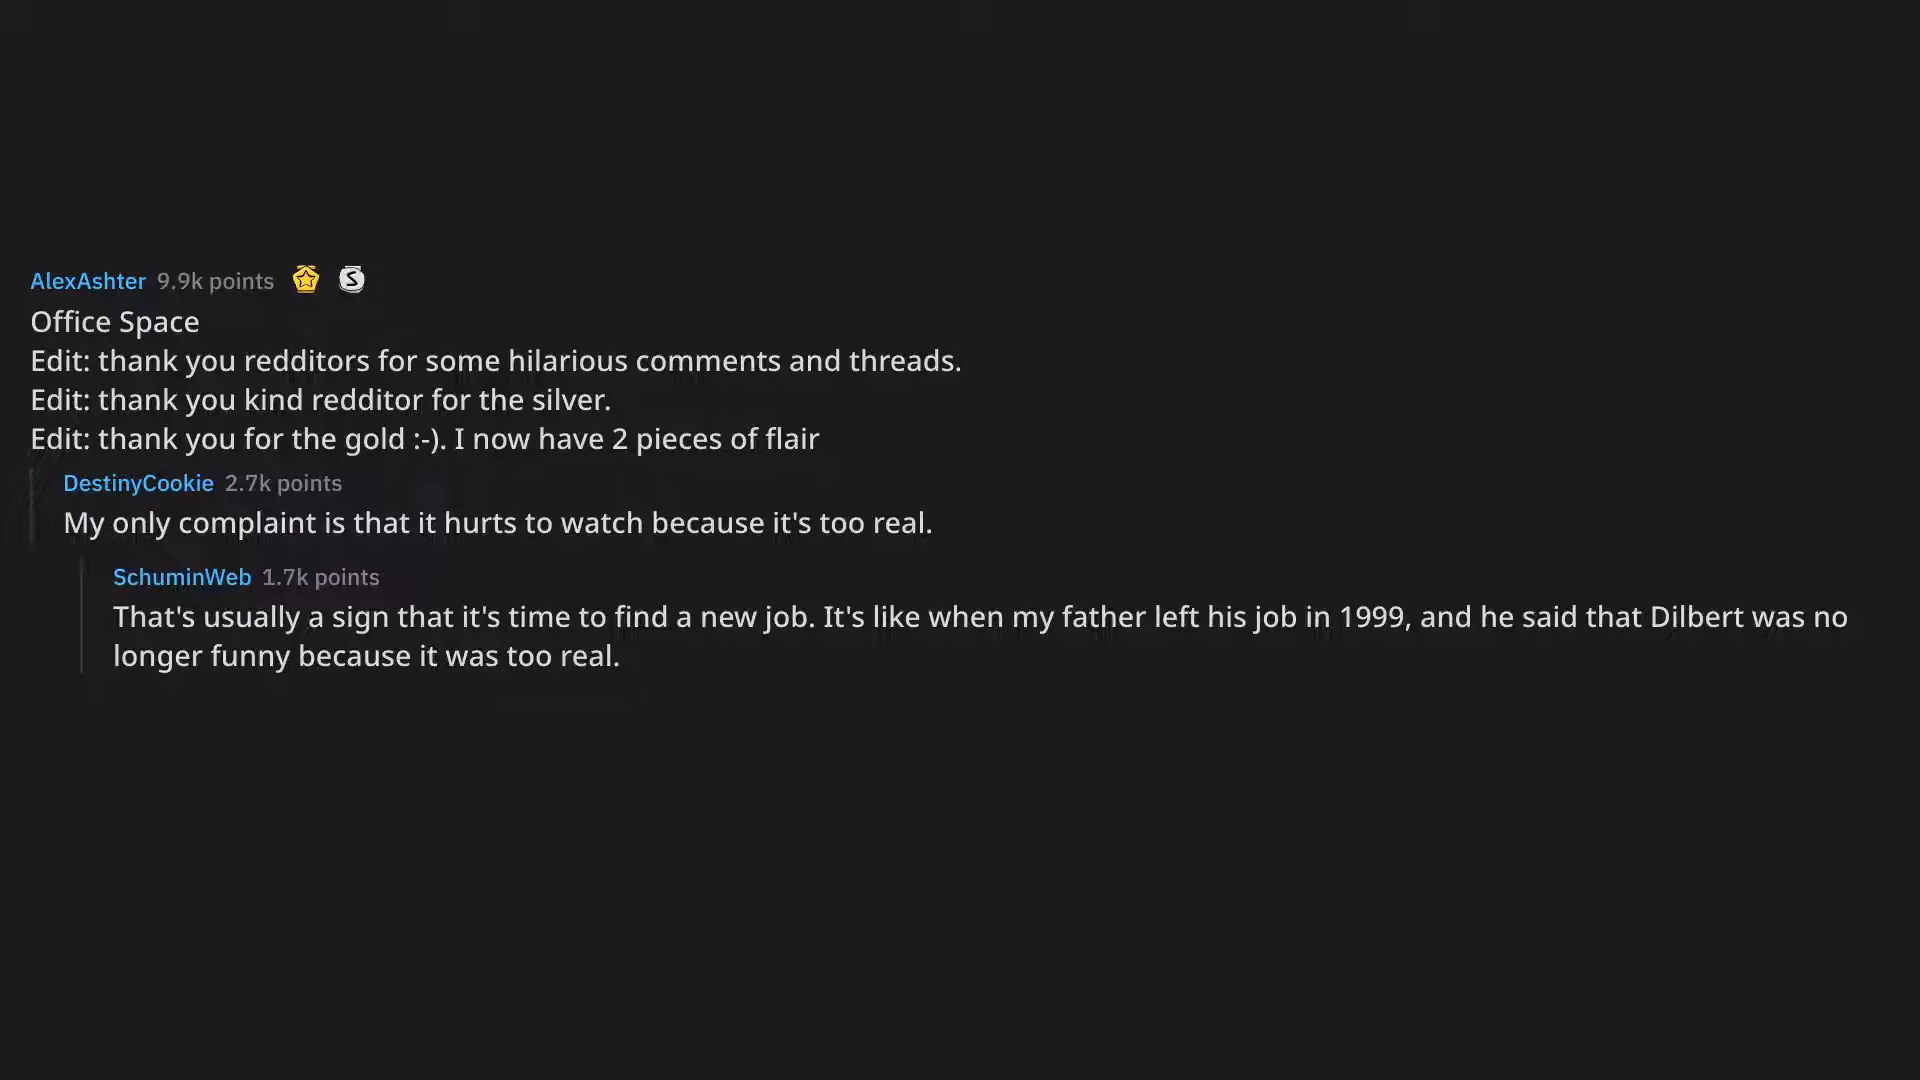 AlexAshter 9.9k points
Office Space
Edit: thank you redditors for some hilarious comments and threads.
Edit: thank you kind redditor for the silver.
Edit: thank you for the gold :-). I now have 2 pieces of flair
DestinyCookie 2.7k points
My only complaint is that it hurts to watch because it's too real.
SchuminWeb 1.7k points
That's usually a sign that it's time to find a new job. It's like when my father left his job in 1999, and he said that Dilbert was no
longer funny because it was too real.